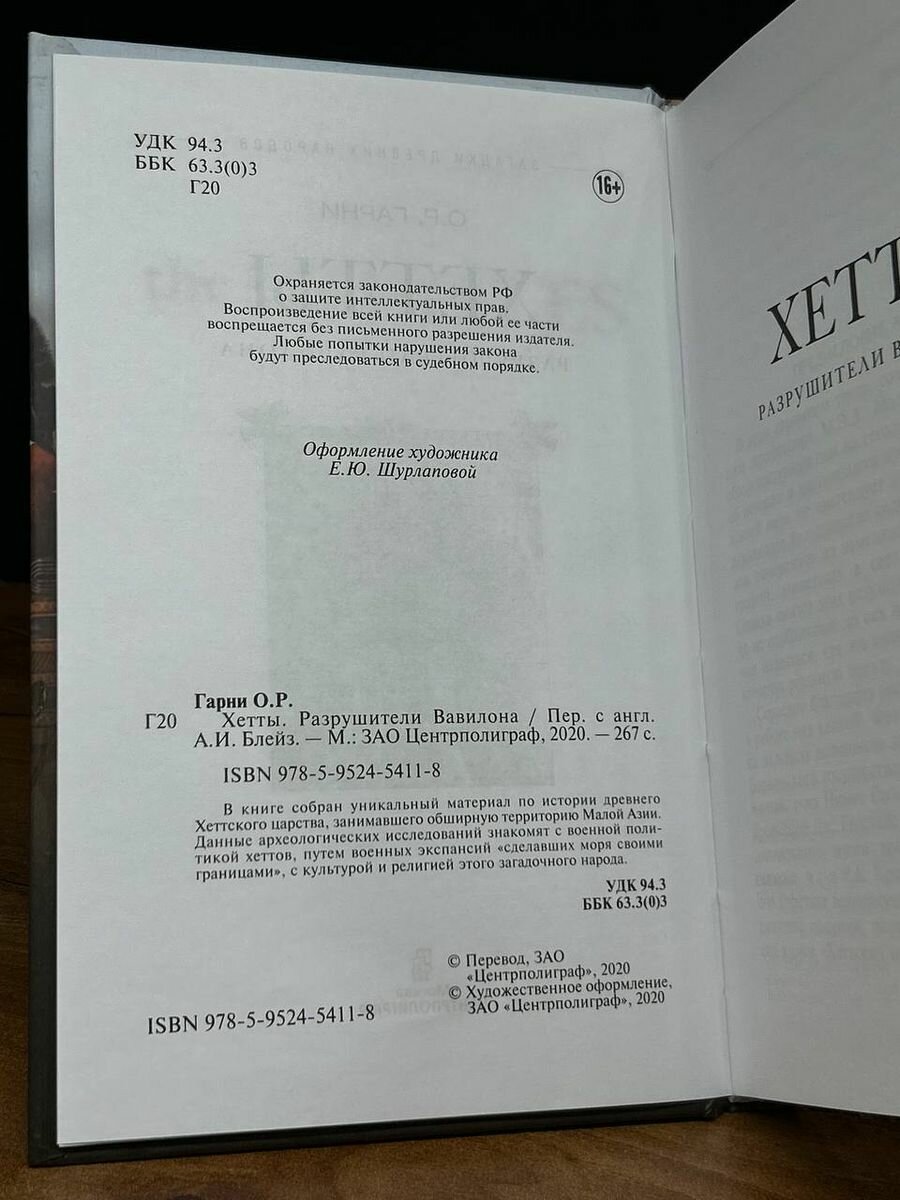 УДК 94.3
ББК 63.3(0)3
Г20
16+
Охраняется законодательством РФ
о защите интеллектуальных прав.
Воспроизведение всей книги или любой ее части
воспрещается без письменного разрешения издателя.
Любые попытки нарушения закона
будут преследоваться в судебном порядке.
Оформление художника
Е.Ю. Шурлаповой
Гарни О.Р.
Г20 Хетты. Разрушители Вавилона / Пер. с англ.
А.И. Блейз. — М.: ЗАО Центрполиграф, 2020. — 267 с.
ISBN 978-5-9524-5411-8
В книге собран уникальный материал по истории древнего
Хеттского царства, занимавшего обширную территорию Малой Азии.
Данные археологических исследований знакомят с военной поли-
тикой хеттов, путем военных экспансий «сделавших моря своими
границами», с культурой и религией этого загадочного народа.
УДК 94.3
ББК 63.3(0)3
© Перевод, ЗАО
«Центрполиграф», 2020
© Художественное оформление,
ЗАО «Центрполиграф», 2020
ISBN 978-5-9524-5411-8
ХЕТТ
РАЗРУШИТЕЛИ В